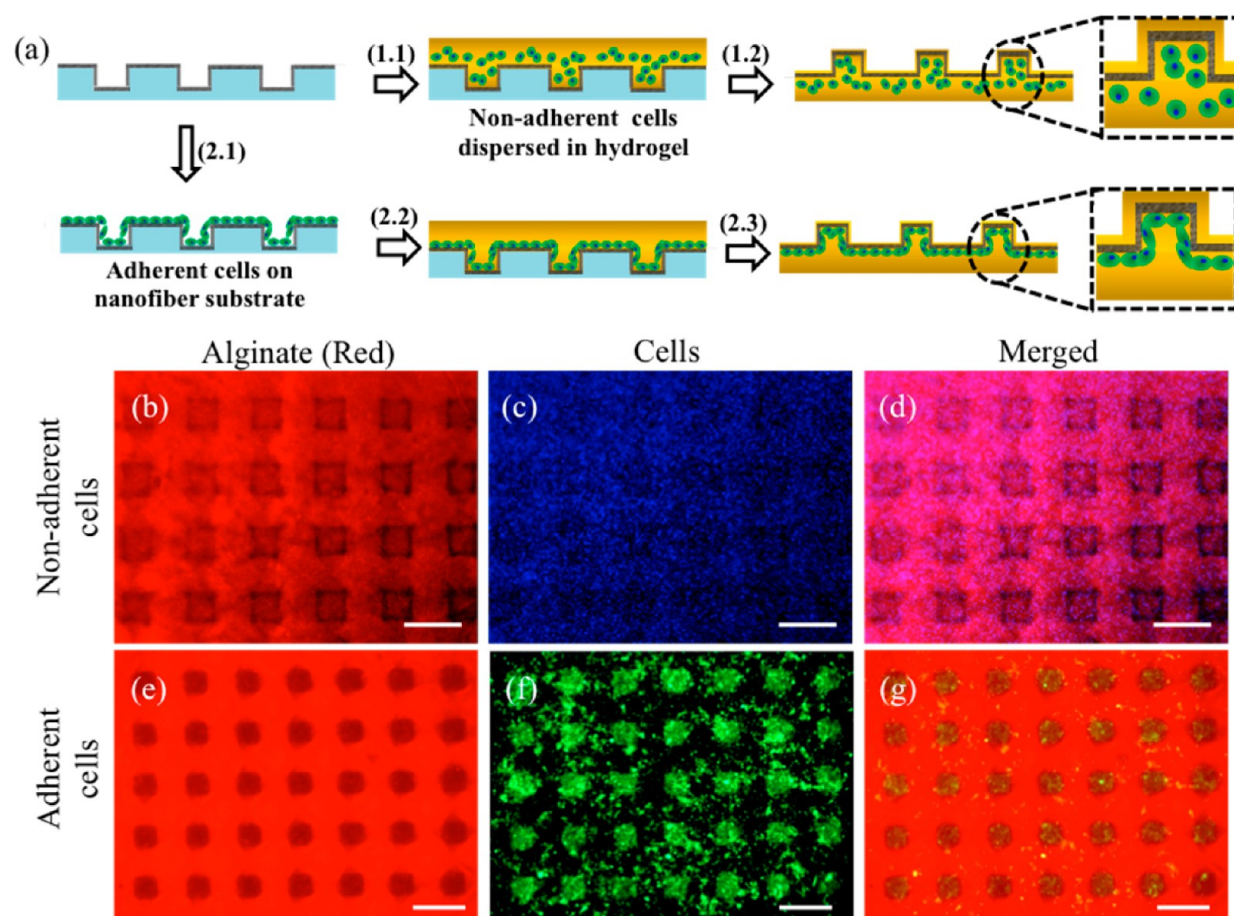 (a)
(1.1)
(1.2)
Non-adherent cells
dispersed in hydrogel
(2.1)
(2.2)
(2.3)
Adherent cells on
nanofiber substrate
Alginate (Red)
Cells
Merged
Non-adherent
cells
(b)
(c)
(d)
Adherent
cells
(e)
(f)
(g)